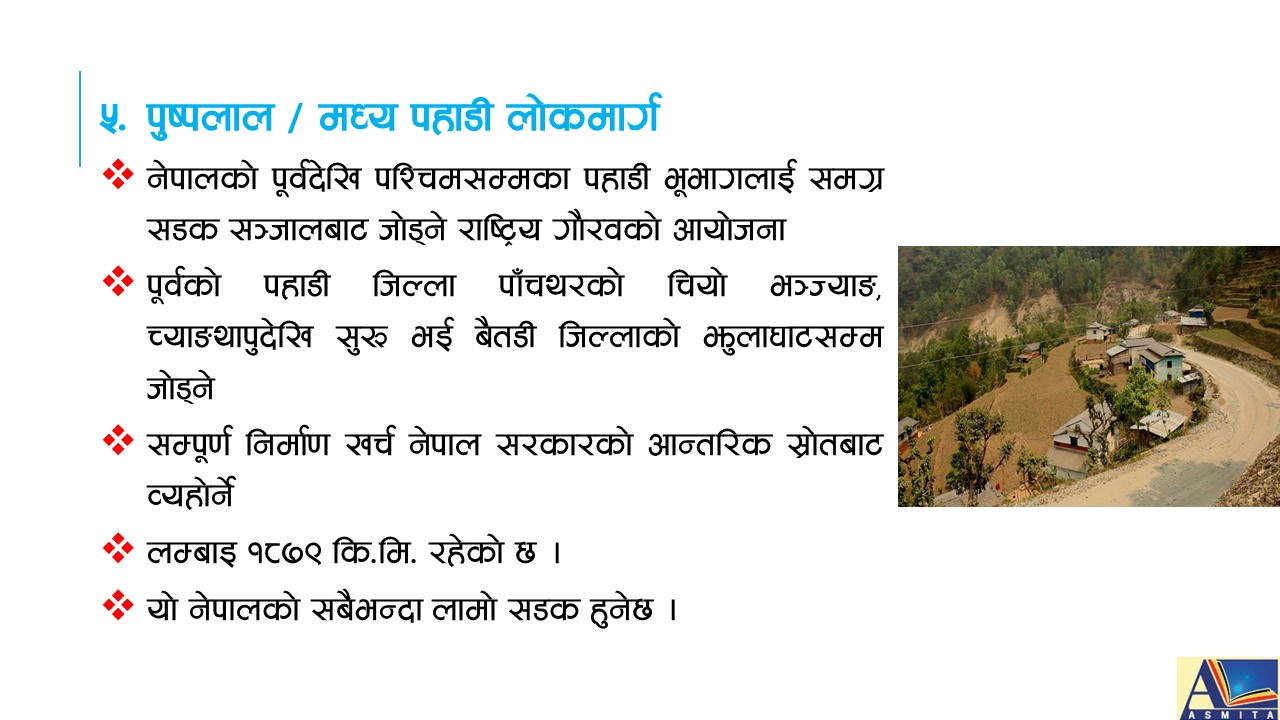 ५. पुष्पलाल / मध्य पहाडी लोकमार्ग
❖ नेपालको पूर्वदेखि पश्चिमसम्मका पहाडी भूभागलाई समग्र
सडक सञ्जालबाट जोड्ने राष्ट्रिय गौरवको आयोजना
❖ पूर्वको पहाडी जिल्ला पाँचथरको चियो भञ्ज्याङ,
च्याङथापुदेखि सुरु भई बैतडी जिल्लाको झुलाघाटसम्म
जोड्ने
❖ सम्पूर्ण निर्माण खर्च नेपाल सरकारको आन्तरिक स्रोतबाट
व्यहोर्ने
❖ लम्बाइ १८७९ कि.मि. रहेको छ ।
❖ यो नेपालको सबैभन्दा लामो सडक हुनेछ ।
ASMITA